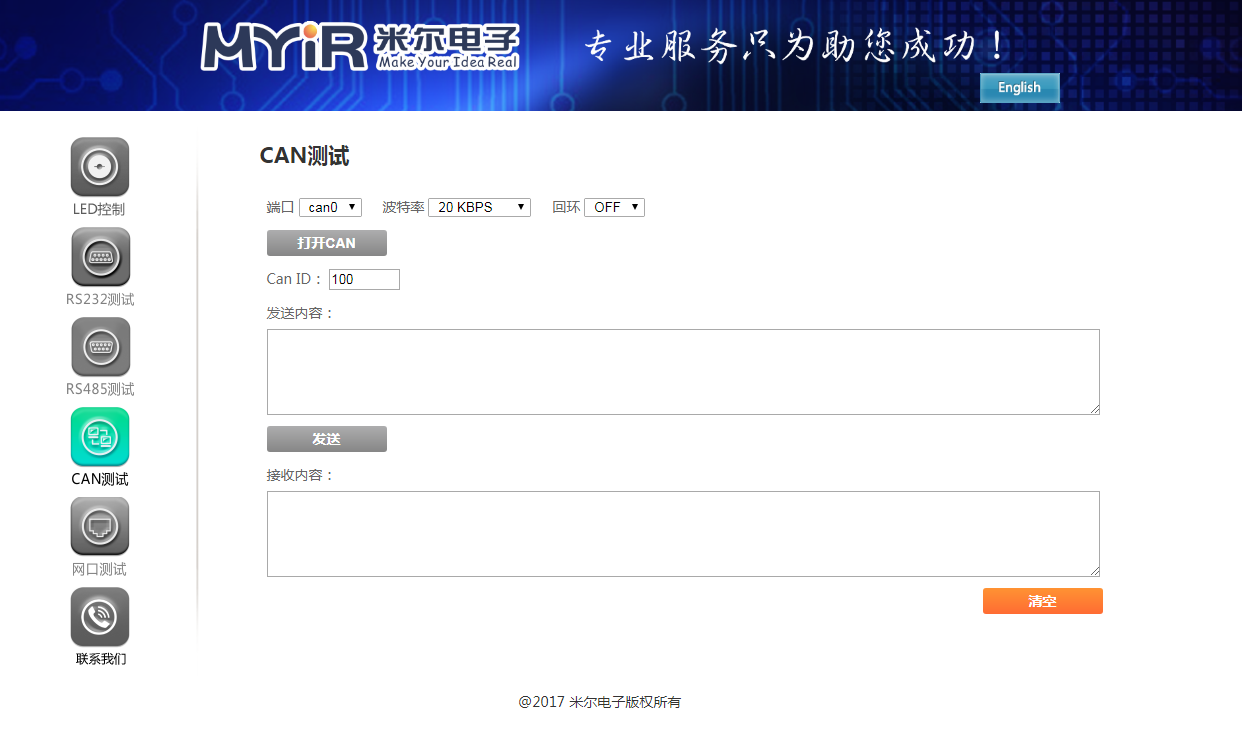 MYiR 米尔电子
Make Your Idea Real
专业服务只为助您成功！
English
LED控制
RS232测试
RS485测试
CAN测试
网口测试
联系我们
CAN测试
端口 can0 波特率 20 KBPS 回环 OFF
打开CAN
Can ID： 100
发送内容：
发送
接收内容：
清空
@2017 米尔电子版权所有